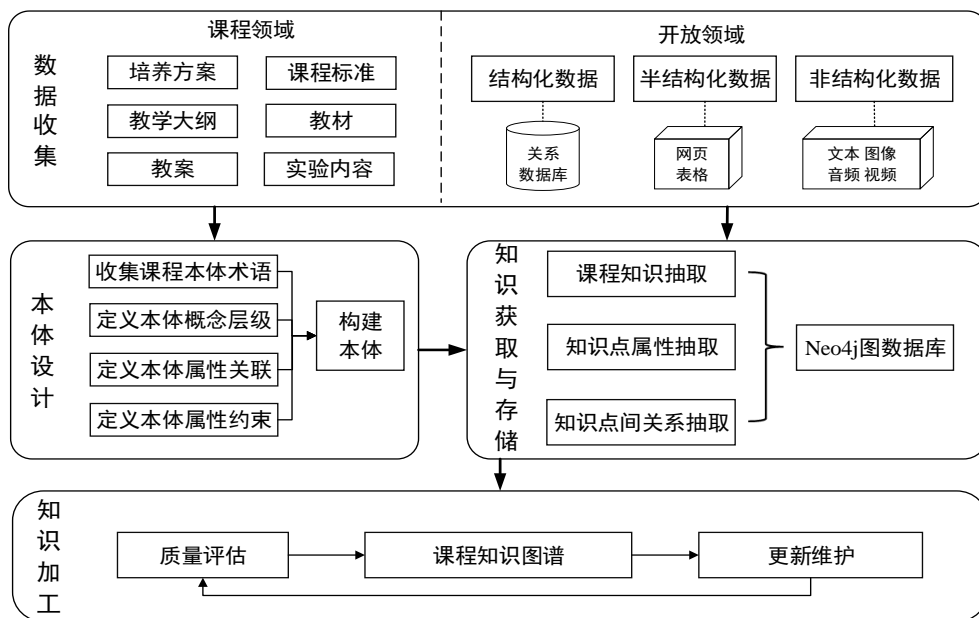 数据收集
课程领域
培养方案
课程标准
教学大纲
教材
教案
实验内容
开放领域
结构化数据
半结构化数据
非结构化数据
关系
数据库
网页
表格
文本 图像
音频 视频
本体设计
收集课程本体术语
定义本体概念层级
定义本体属性关联
定义本体属性约束
构建
本体
知识获取与存储
课程知识抽取
知识点属性抽取
知识点间关系抽取
Neo4j图数据库
知识加工
质量评估
课程知识图谱
更新维护